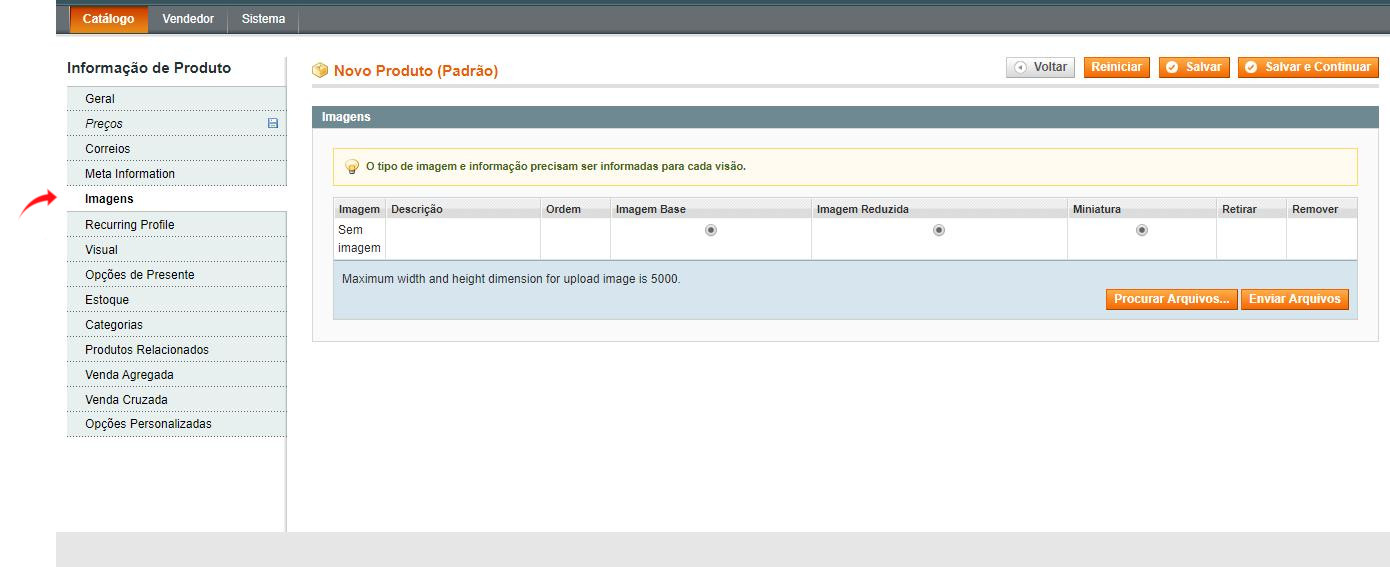 Catálogo Vendedor Sistema
Informação de Produto
Geral
Preços
Correios
Meta Information
Imagens
Recurring Profile
Visual
Opções de Presente
Estoque
Categorias
Produtos Relacionados
Venda Agregada
Venda Cruzada
Opções Personalizadas
Novo Produto (Padrão)
Voltar Reiniciar Salvar Salvar e Continuar
Imagens
O tipo de imagem e informação precisam ser informadas para cada visão.
Imagem Descrição Ordem Imagem Base Imagem Reduzida Miniatura Retirar Remover
Sem
imagem
Maximum width and height dimension for upload image is 5000.
Procurar Arquivos... Enviar Arquivos